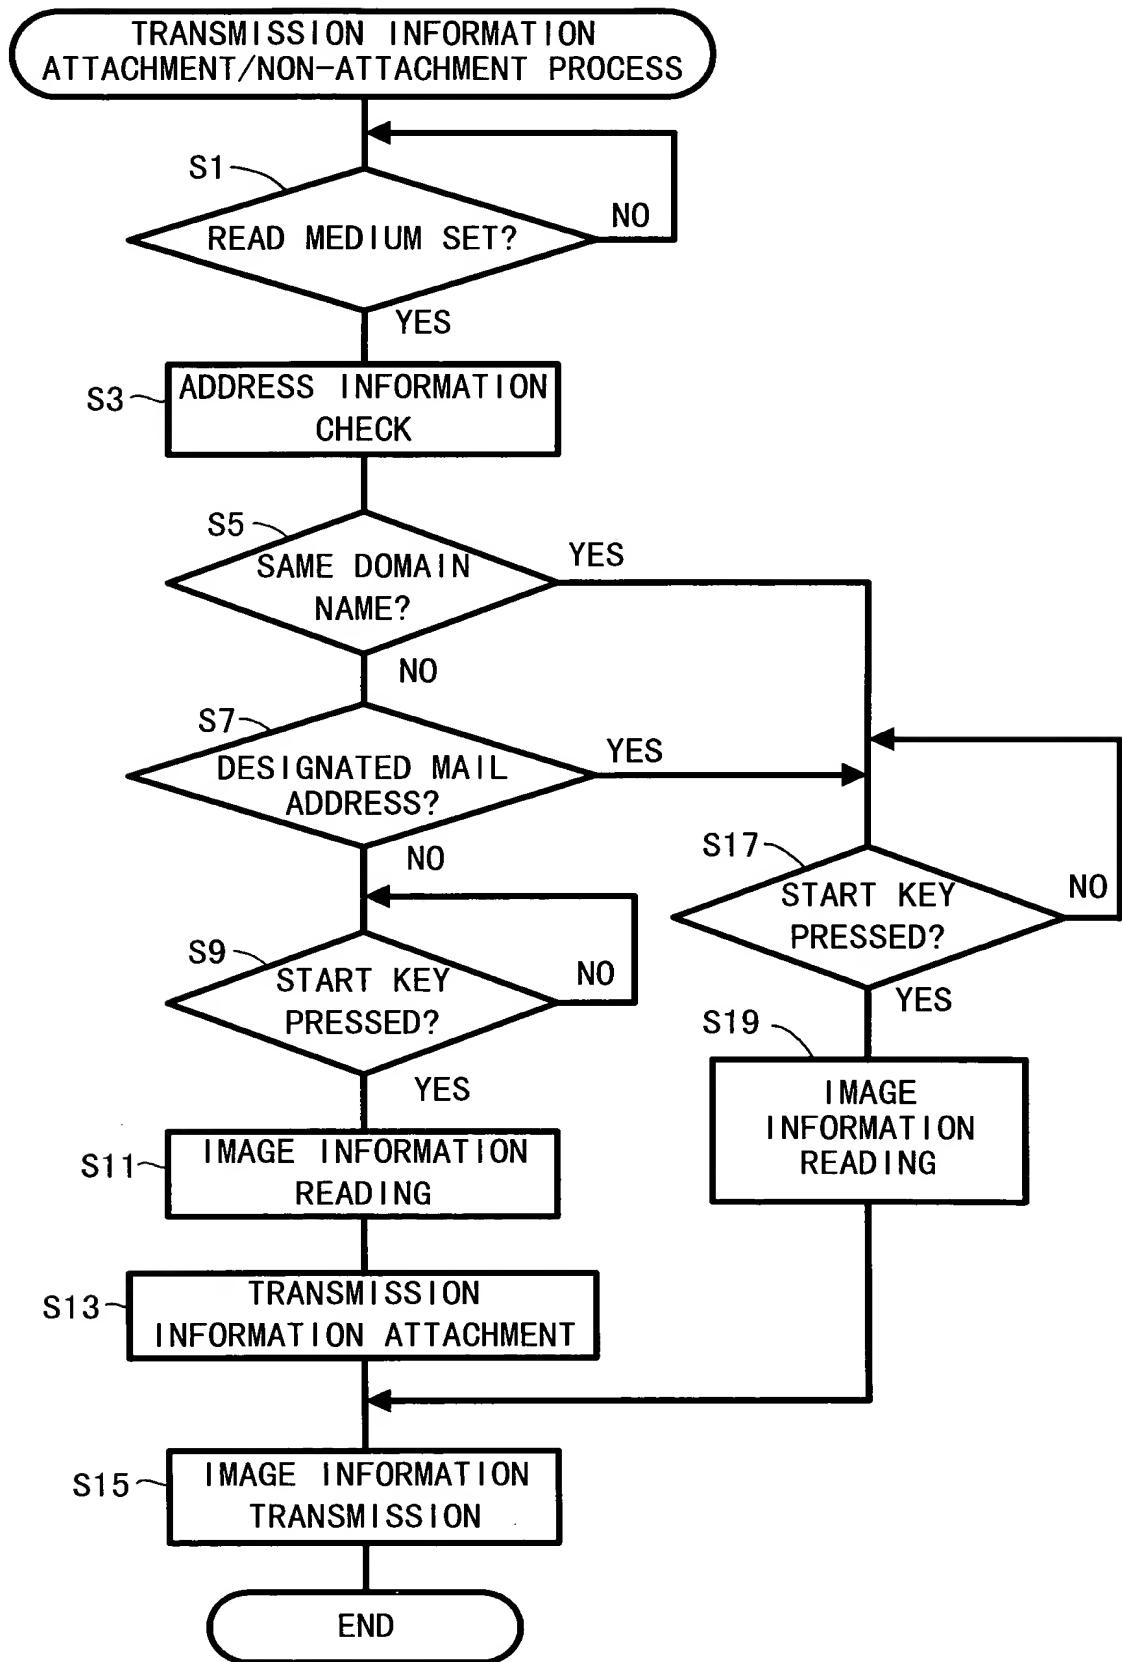 TRANSMISSION INFORMATION
ATTACHMENT/NON-ATTACHMENT PROCESS
S1
READ MEDIUM SET?
NO
YES
S3
ADDRESS INFORMATION
CHECK
S5
SAME DOMAIN
NAME?
YES
NO
S7
DESIGNATED MAIL
ADDRESS?
YES
NO
S9
START KEY
PRESSED?
NO
YES
S17
START KEY
PRESSED?
NO
YES
S19
IMAGE
INFORMATION
READING
S11
IMAGE INFORMATION
READING
S13
TRANSMISSION
INFORMATION ATTACHMENT
S15
IMAGE INFORMATION
TRANSMISSION
END